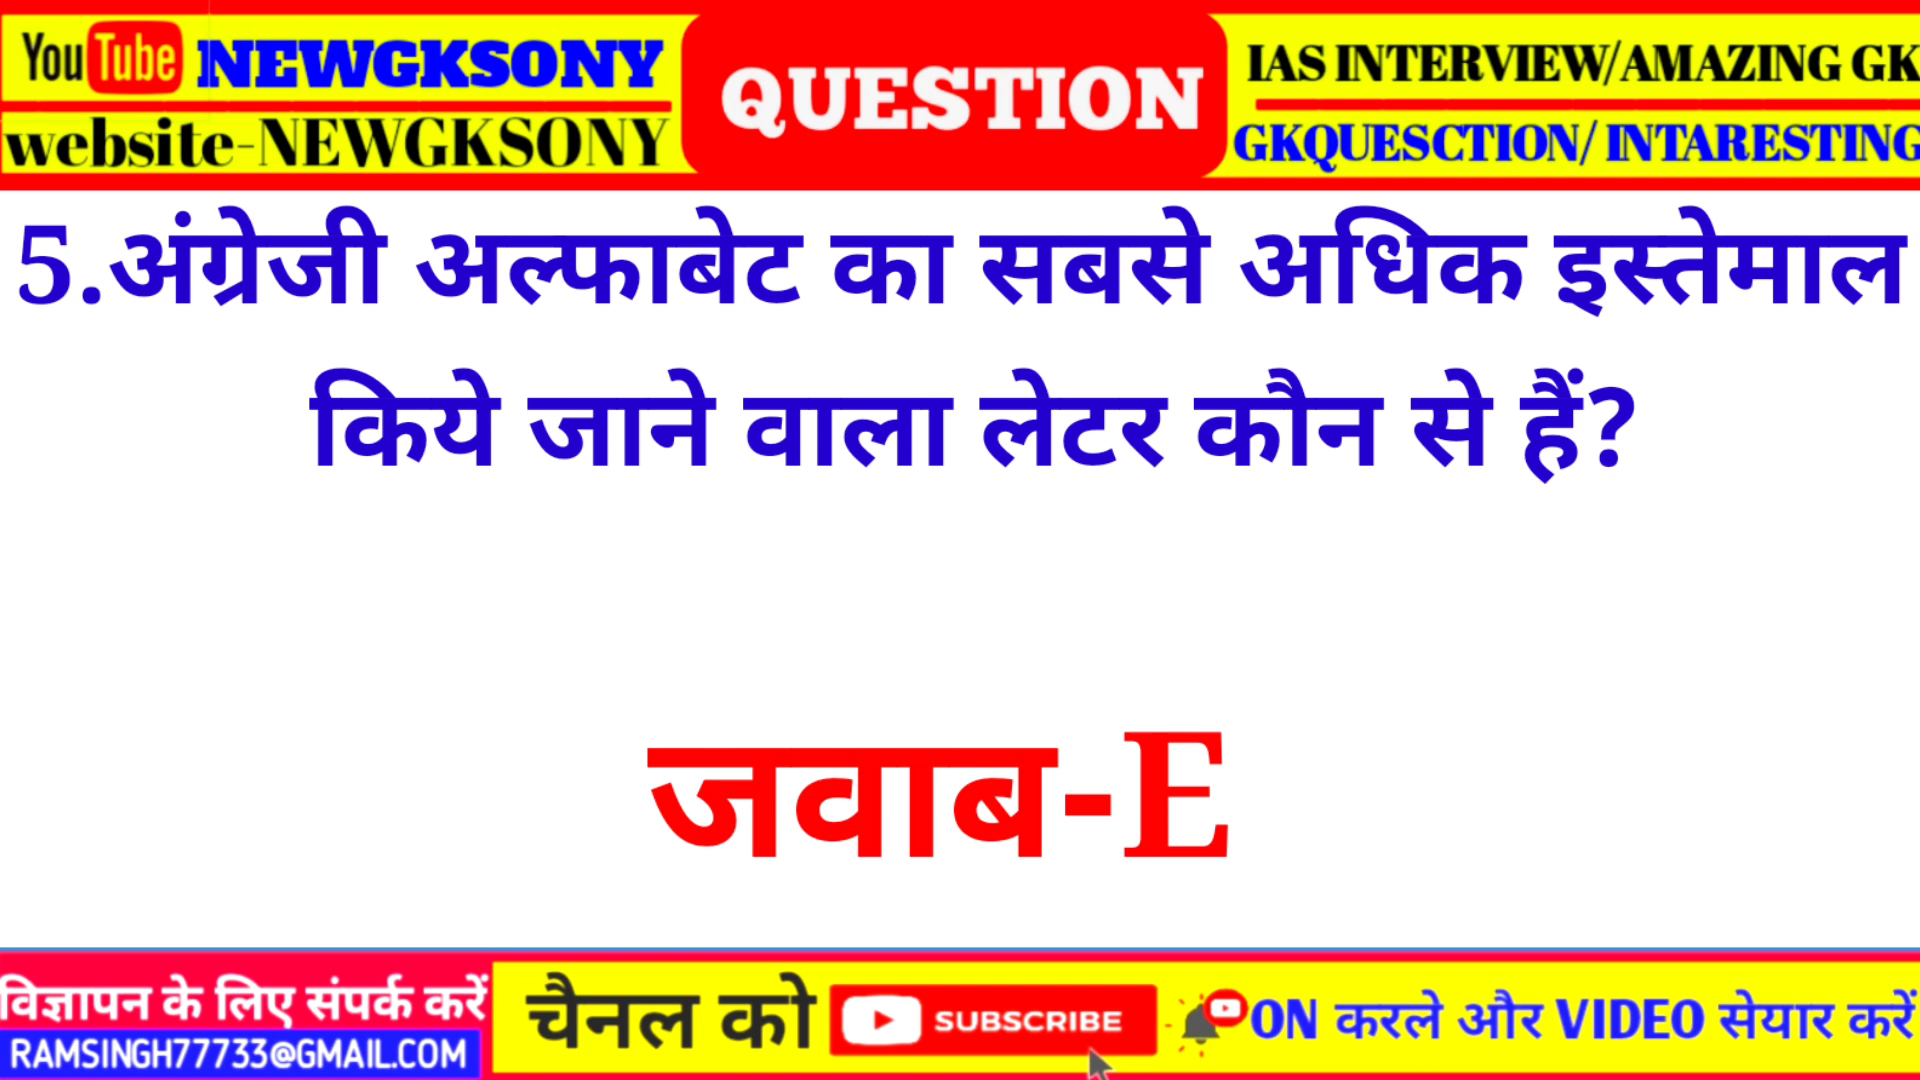 YouTube NEWGKSONY
website-NEWGKSONY
QUESTION
IAS INTERVIEW/AMAZING GK
GKQUESCTION/ INTARESTING
5.अंग्रेजी अल्फाबेट का सबसे अधिक इस्तेमाल
किये जाने वाला लेटर कौन से हैं?
जवाब-E
विज्ञापन के लिए संपर्क करें
RAMSINGH77733@GMAIL.COM
चैनल को SUBSCRIBE ON करले और VIDEO सेयार करें